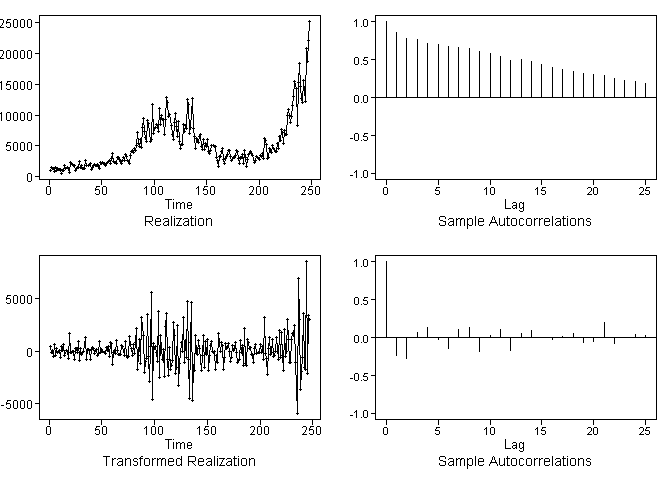 25000
20000
15000
10000
5000
0
0 50 100 150 200 250
Time
Realization
1.0
0.5
0.0
-0.5
-1.0
0 5 10 15 20 25
Lag
Sample Autocorrelations
5000
0
-5000
0 50 100 150 200 250
Time
Transformed Realization
1.0
0.5
0.0
-0.5
-1.0
0 5 10 15 20 25
Lag
Sample Autocorrelations